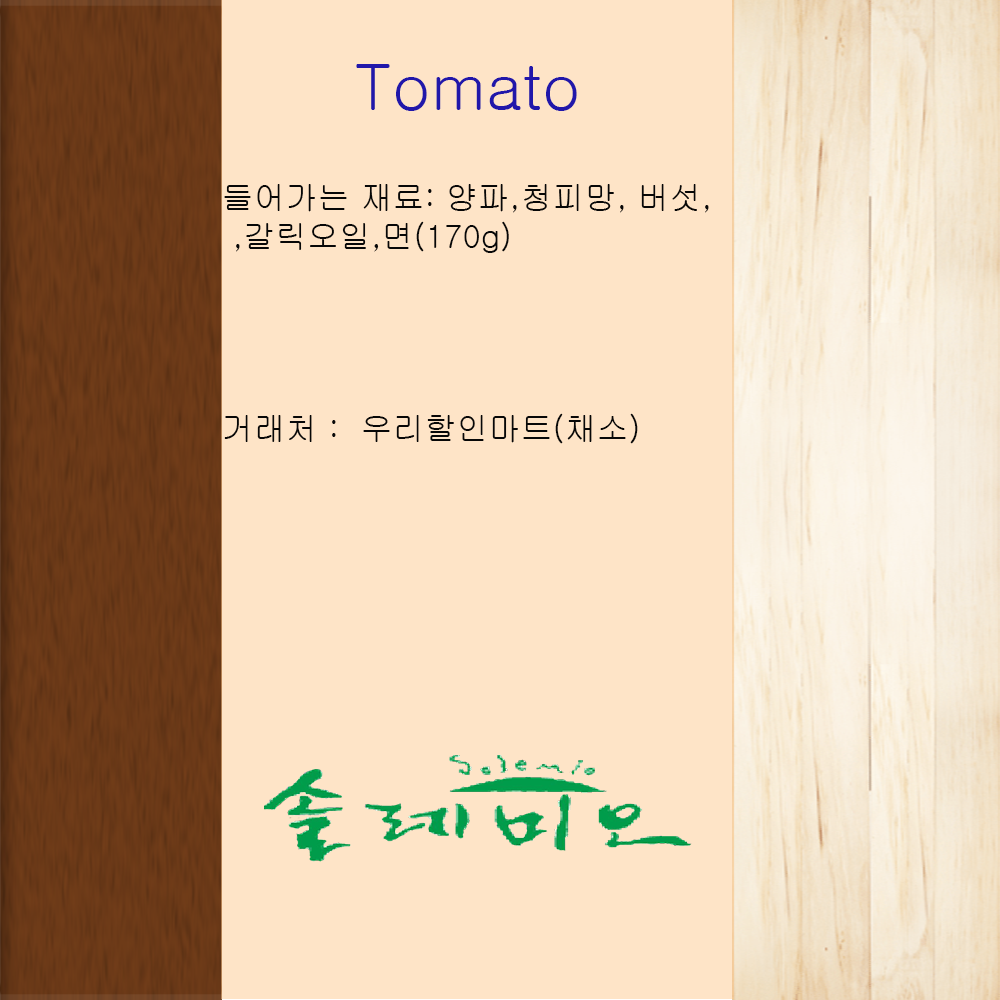 Tomato
들어가는 재료: 양파,청피망, 버섯,
,갈릭오일,면(170g)
거래처 : 우리할인마트(채소)
Solemio
솔레미오